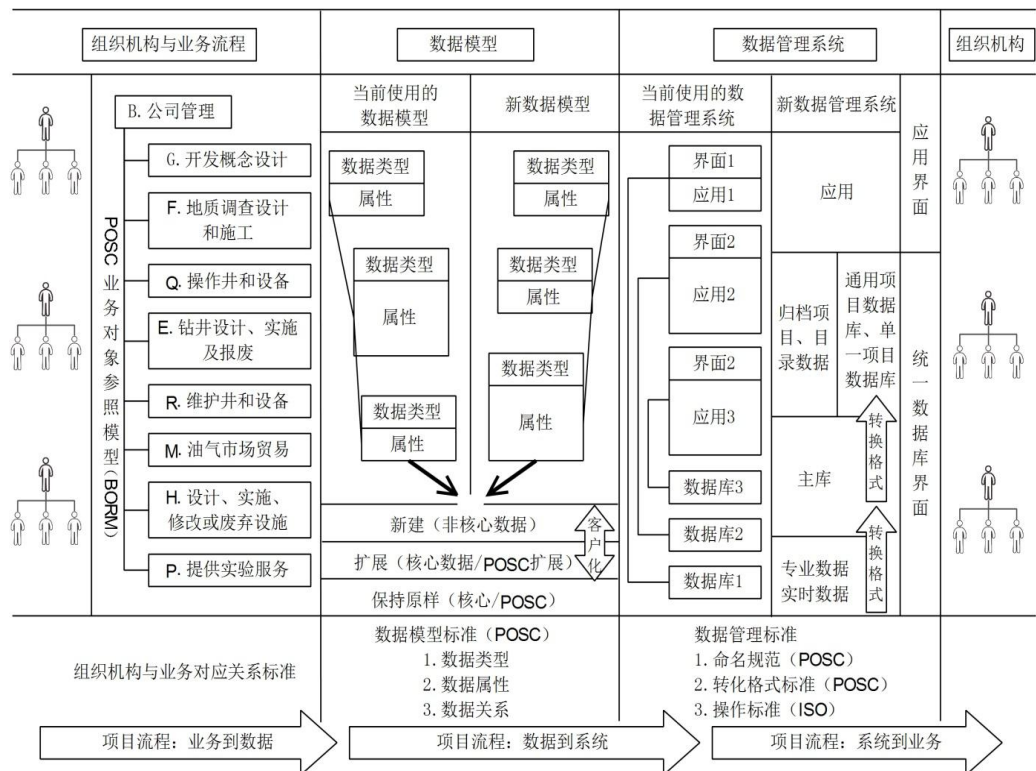 组织机构与业务流程
数据模型
数据管理系统
组织机构
POSC业务对象参照模型(BORM)
B. 公司管理
G. 开发概念设计
F. 地质调查设计
和施工
Q. 操作井和设备
E. 钻井设计、实施
及报废
R. 维护井和设备
M. 油气市场贸易
H. 设计、实施、
修改或废弃设施
P. 提供实验服务
当前使用的
数据模型
新数据模型
数据类型
属性
数据类型
属性
数据类型
属性
数据类型
属性
数据类型
属性
数据类型
属性
新建（非核心数据）
扩展（核心数据/POSC扩展）
保持原样（核心/POSC）
客户化
当前使用的数
据管理系统
新数据管理系统
界面1
应用1
界面2
应用2
界面2
应用3
数据库3
数据库2
数据库1
应用
归档项
目、目
录数据
通用项
目数据
库、单
一项目
数据库
转换格式
主库
转换格式
专业数据
实时数据
应用界面
统一数据库界面
组织机构与业务对应关系标准
数据模型标准（POSC）
1. 数据类型
2. 数据属性
3. 数据关系
数据管理标准
1. 命名规范（POSC）
2. 转化格式标准（POSC）
3. 操作标准（ISO）
项目流程：业务到数据
项目流程：数据到系统
项目流程：系统到业务